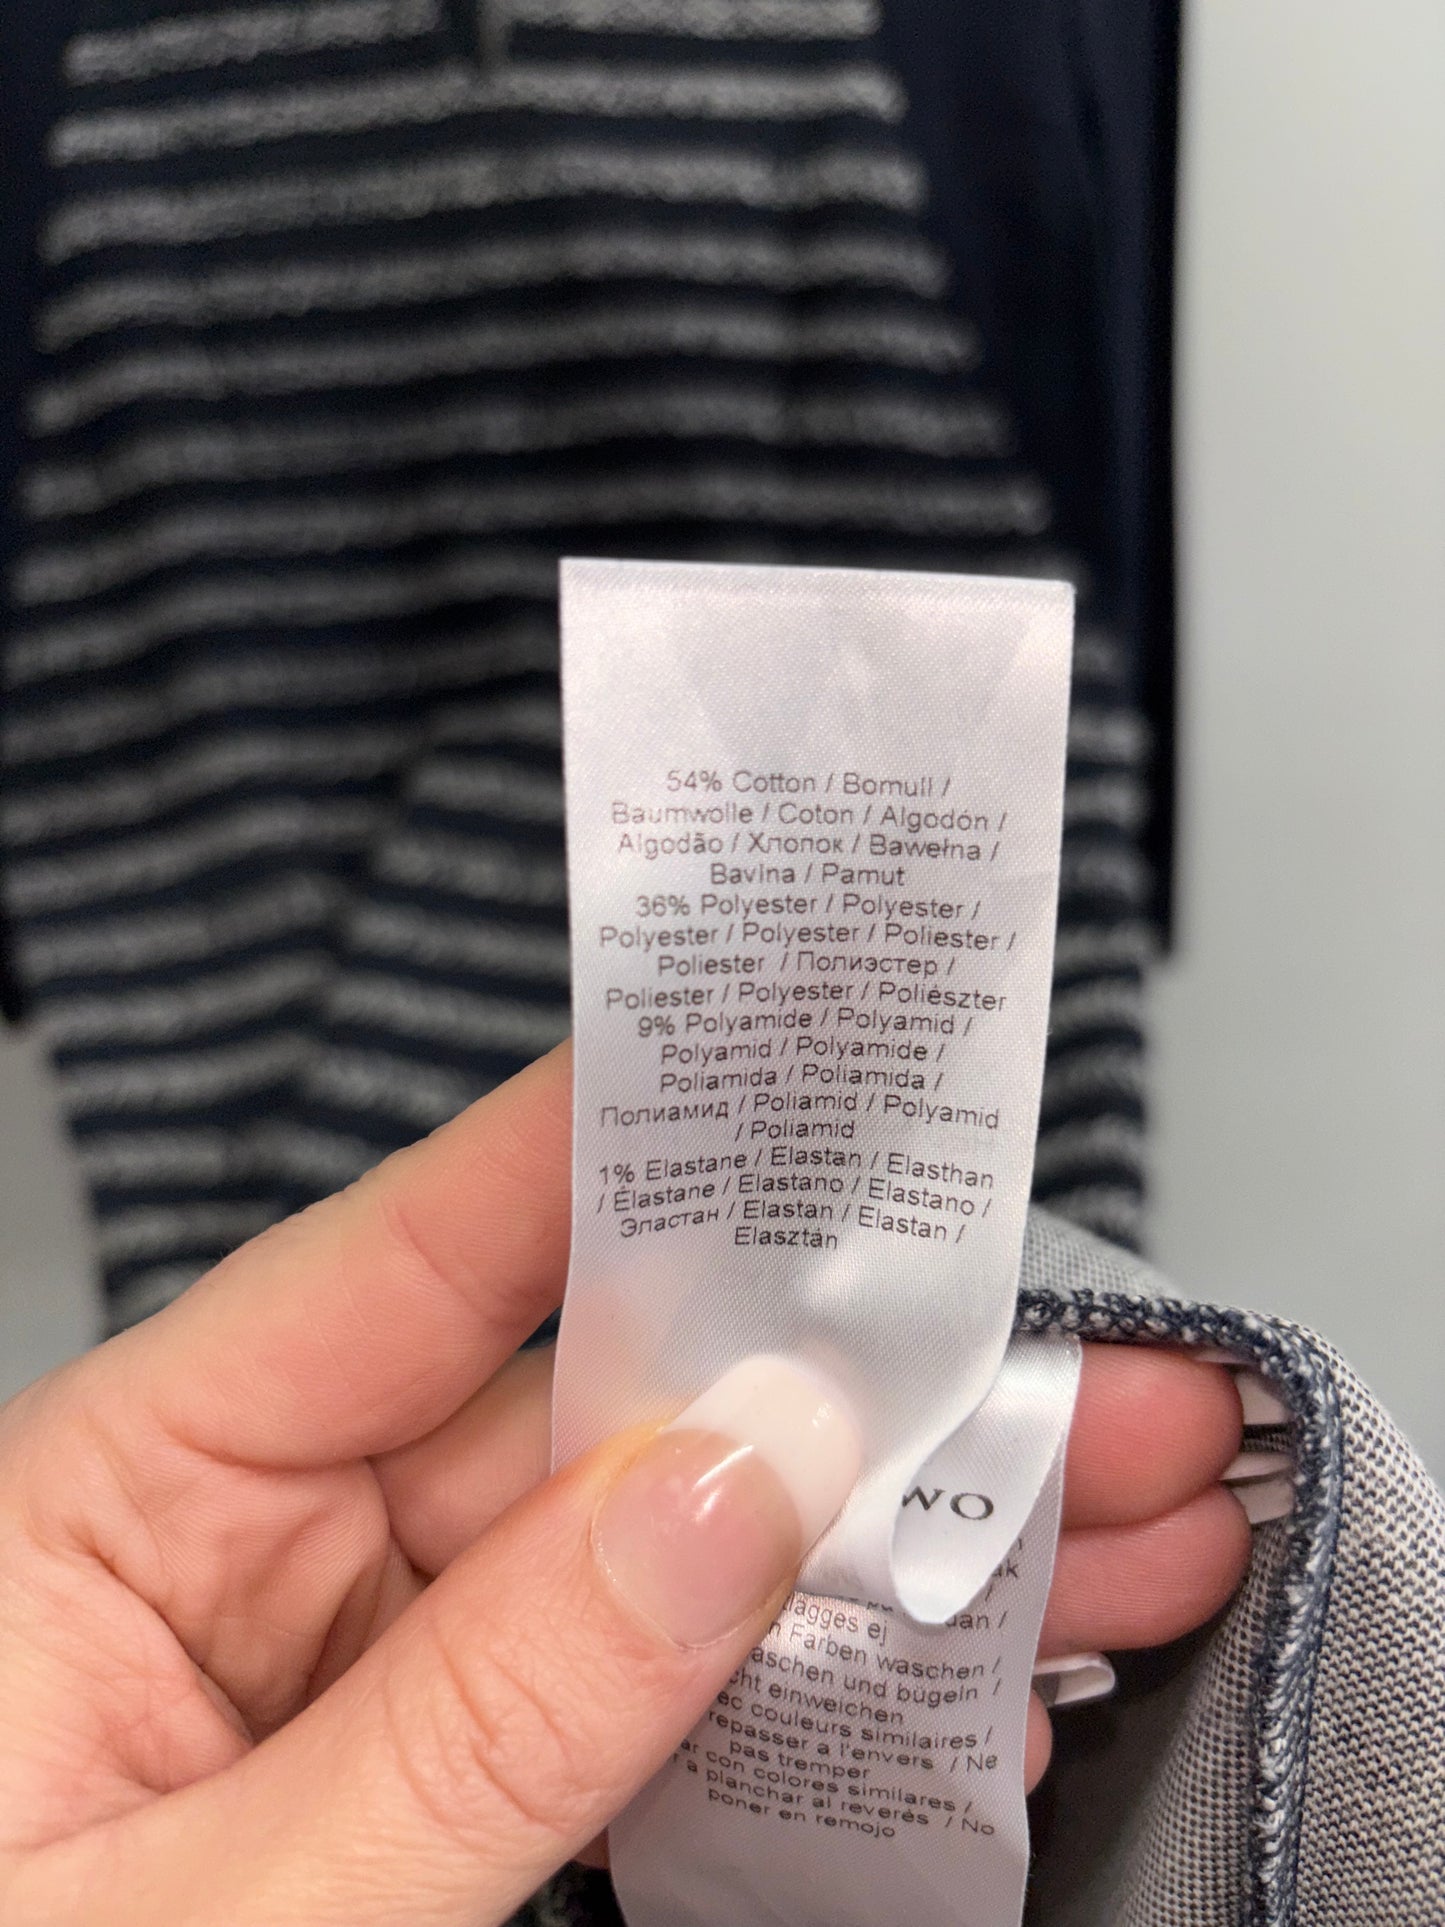 54% Cotton / Bomull /
Baumwolle / Coton / Algodón /
Algodão / Хлопок / Bawełna /
Bavlna / Pamut
36% Polyester / Polyester /
Polyester / Polyester / Poliester /
Poliester / Полиэстер /
Poliester / Polyester / Poliészter
9% Polyamide / Polyamid /
Polyamid / Polyamide /
Poliamida / Poliamida /
Полиамид / Poliamid / Polyamid
/ Poliamid
1% Elastane / Elastan / Elasthan
/ Élastane / Elastano / Elastano /
Эластан / Elastan / Elastan /
Elasztán
OM
ej
Farben waschen /
und bügeln /
einweichen
couleurs similaires /
repasser a l'envers / Ne
pas tremper
con colores similares /
a planchar al reverés / No
poner en remojo